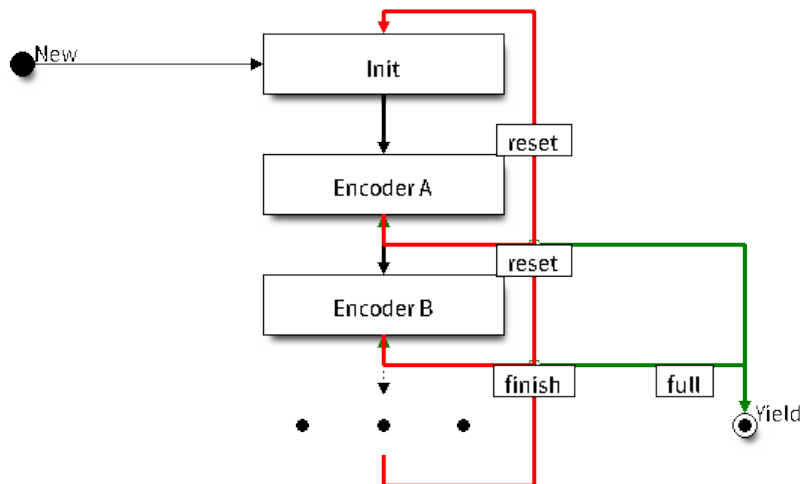 New
Init
reset
Encoder A
reset
Encoder B
finish
full
Yield